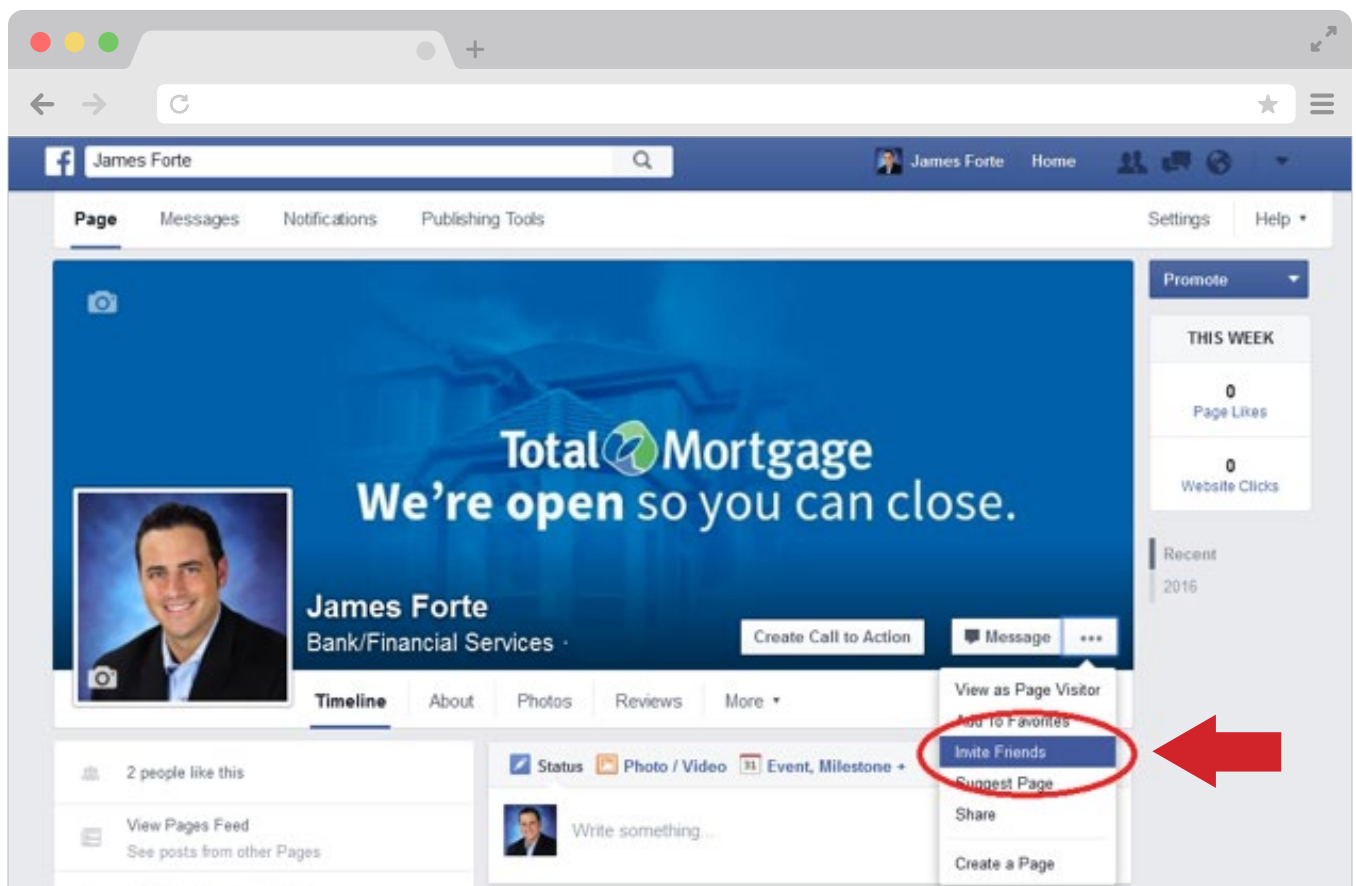 James Forte
James Forte Home
Page Messages Notifications Publishing Tools Settings Help
Promote
THIS WEEK
0
Page Likes
0
Website Clicks
Recent
2016
Total Mortgage
We're open so you can close.
James Forte
Bank/Financial Services ·
Create Call to Action Message ...
View as Page Visitor
Add To Favorites
Invite Friends
Suggest Page
Share
Create a Page
Timeline About Photos Reviews More
2 people like this
View Pages Feed
See posts from other Pages
Status Photo / Video 31 Event, Milestone +
Write something...